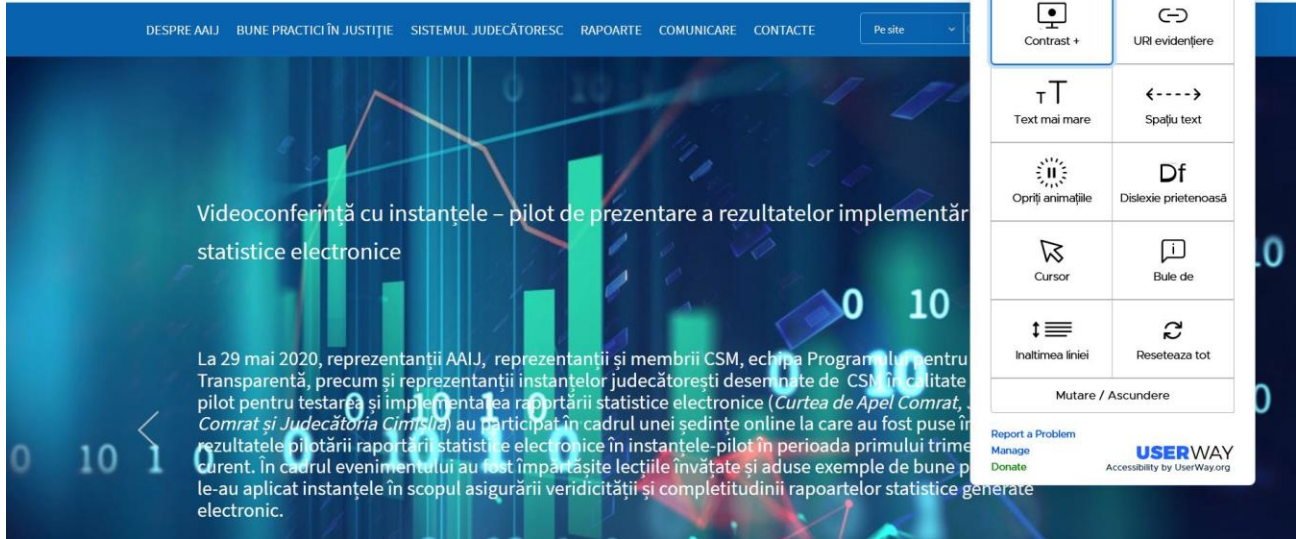 DESPRE AAIJ BUNE PRACTICI ÎN JUSTIȚIE SISTEMUL JUDECĂTORESC RAPOARTE COMUNICARE CONTACTE Pe site
Videoconferință cu instanțele – pilot de prezentare a rezultatelor implementăr
statistice electronice
La 29 mai 2020, reprezentanții AAIJ, reprezentanții și membrii CSM, echipa Programului pentru
Transparentă, precum și reprezentanții instanțelor judecătorești desemnate de CSM în calitate
pilot pentru testarea și implementarea raportării statistice electronice (Curtea de Apel Comrat,
Comrat și Judecătoria Cimișlia) au participat în cadrul unei ședințe online la care au fost puse în
rezultatele pilotării raportării statistice electronice în instanțele-pilot în perioada primului trime
curent. În cadrul evenimentului au fost împărtășite lecțiile învățate și aduse exemple de bune p
le-au aplicat instanțele în scopul asigurării veridicității și completitudinii rapoartelor statistice generate
electronic.
Contrast + URI evidențiere
Text mai mare Spațiu text
Opriți animațiile Dislexie prietenoasă
Cursor Bule de
Inaltimea liniei Reseteaza tot
Mutare / Ascundere
Report a Problem
Manage
Donate
USERWAY
Accessibility by UserWay.org